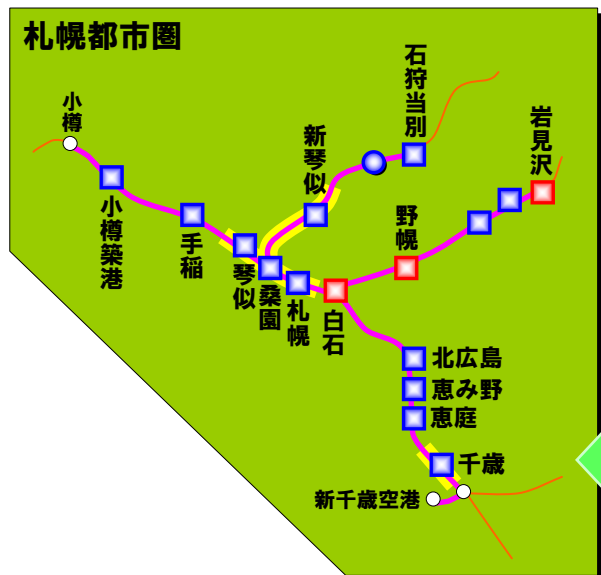 札幌都市圏
小樽
小樽築港
手稲
琴似
桑園
札幌
新琴似
石狩当別
白石
野幌
岩見沢
北広島
恵み野
恵庭
千歳
新千歳空港